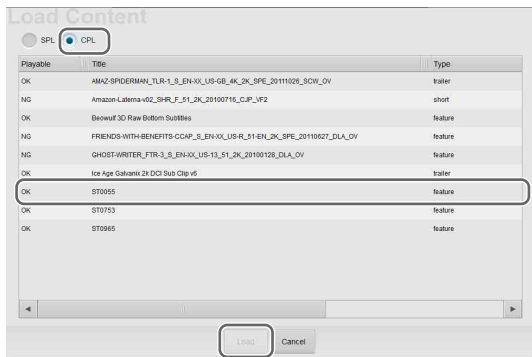 Load Content
SPL CPL
Playable Title Type
OK AMAZ-SPIDERMAN_TLR-1_S_EN-XX_US-GB_4K_2K_SPE_20111026_SCW_OV trailer
NG Amazon-Laterna-v02_SHR_F_51_2K_20100716_CJP_VF2 short
OK Beowulf 3D Raw Bottom Subtitles feature
NG FRIENDS-WITH-BENEFITS-CCAP_S_EN-XX_US-R_51-EN_2K_SPE_20110627_DLA_OV feature
NG GHOST-WRITER_FTR-3_S_EN-XX_US-13_51_2K_20100128_DLA_OV feature
OK Ice Age Galvanix 2k DCI Sub Clip v6 trailer
OK ST0055 feature
OK ST0753 feature
OK ST0965 feature
Load Cancel